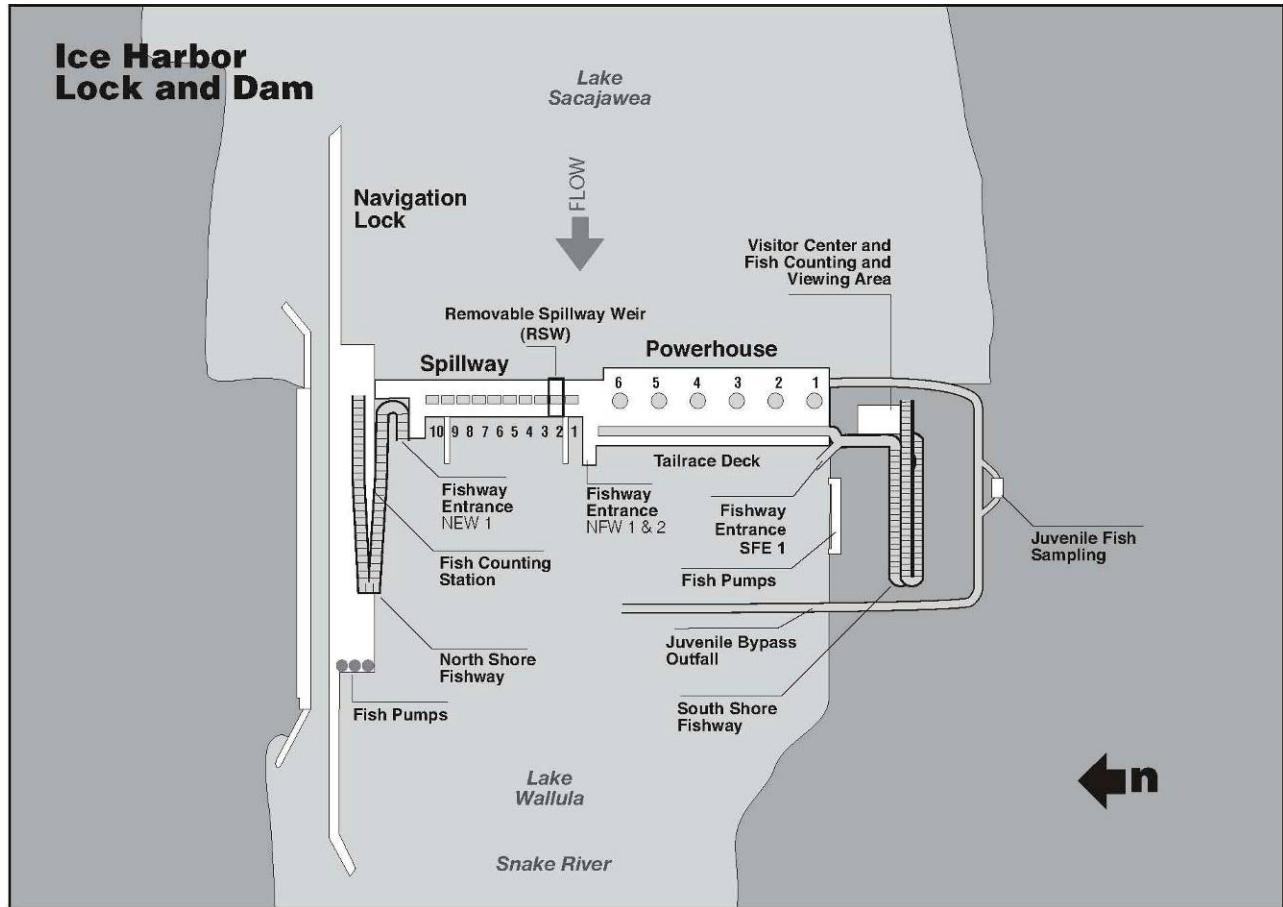 Ice Harbor
Lock and Dam
Lake
Sacajawea
FLOW
Navigation
Lock
Visitor Center and
Fish Counting and
Viewing Area
Removable Spillway Weir
(RSW)
Spillway
Powerhouse
6 5 4 3 2 1
10 9 8 7 6 5 4 3 2 1
Tailrace Deck
Fishway
Entrance
NEW 1
Fishway
Entrance
NFW 1 & 2
Fishway
Entrance
SFE 1
Fish Counting
Station
Fish Pumps
Juvenile Fish
Sampling
North Shore
Fishway
Juvenile Bypass
Outfall
Fish Pumps
South Shore
Fishway
Lake
Wallula
n
Snake River